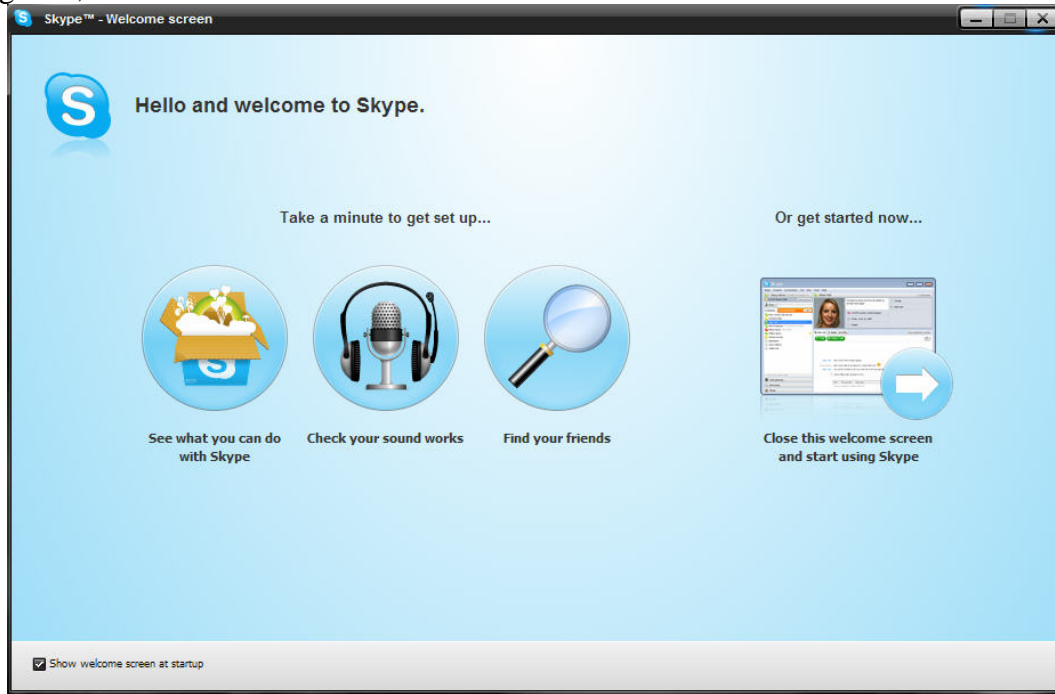 Skype™ - Welcome screen
Hello and welcome to Skype.
Take a minute to get set up...
Or get started now...
See what you can do
with Skype
Check your sound works
Find your friends
Close this welcome screen
and start using Skype
Show welcome screen at startup